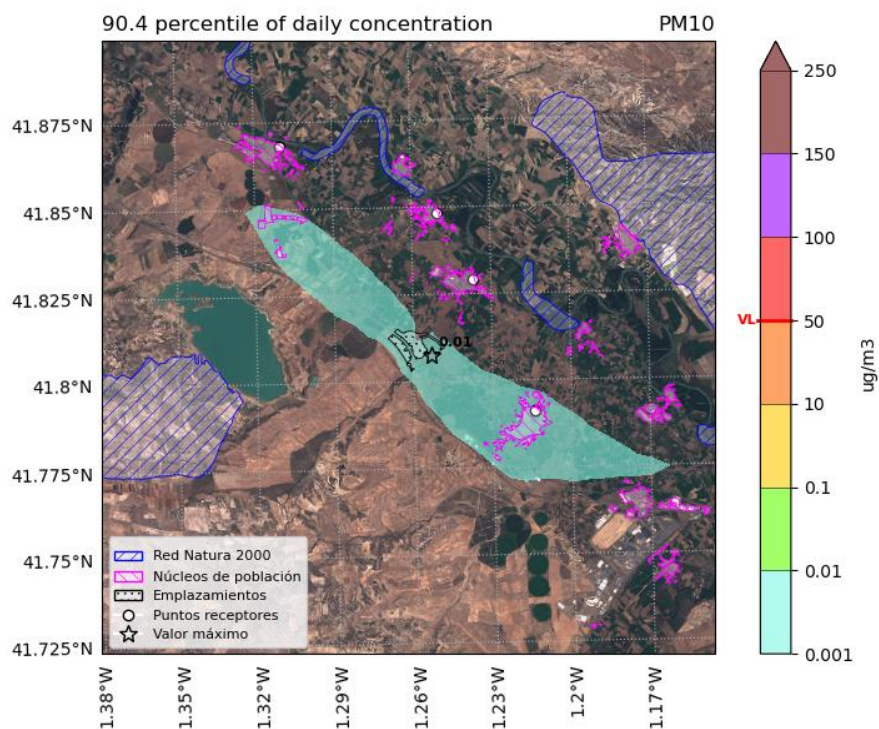 90.4 percentile of daily concentration PM10
41.875°N
41.85°N
41.825°N
41.8°N
41.775°N
41.75°N
41.725°N
0.01
Red Natura 2000
Núcleos de población
Emplazamientos
Puntos receptores
Valor máximo
1.38°W
1.35°W
1.32°W
1.29°W
1.26°W
1.23°W
1.2°W
1.17°W
250
150
100
VL 50
10
0.1
0.01
0.001
ug/m3